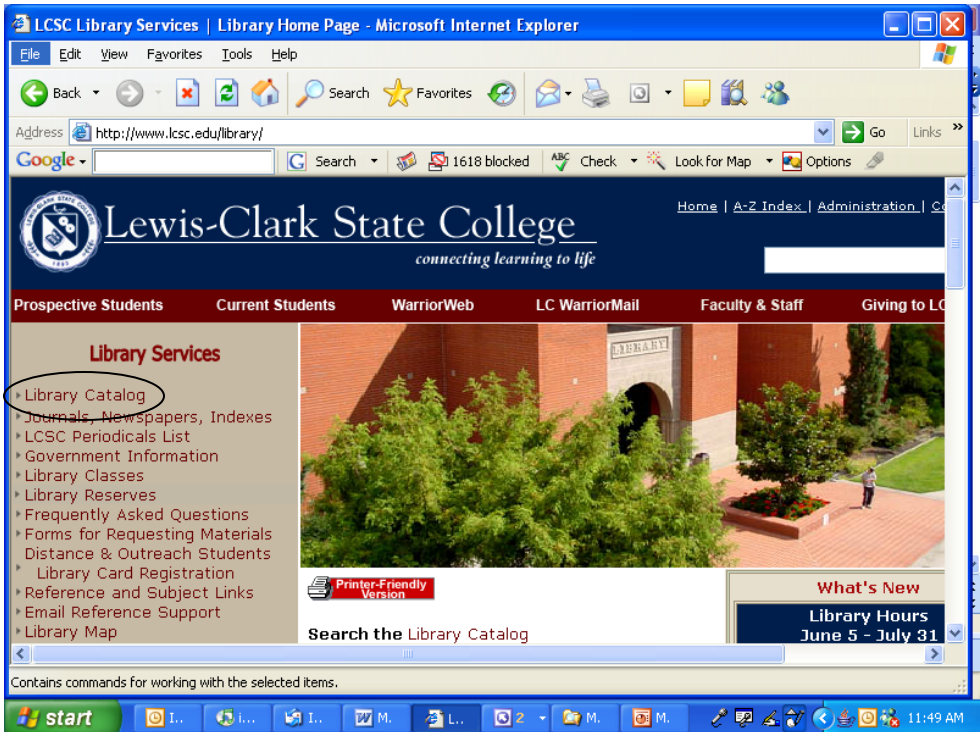 LCSC Library Services | Library Home Page - Microsoft Internet Explorer
File Edit View Favorites Tools Help
Back Search Favorites
Address http://www.lcsc.edu/library/ Go Links »
Google Search 1618 blocked ABC Check Look for Map Options
Home | A-Z Index | Administration | Co
Lewis-Clark State College
connecting learning to life
Prospective Students Current Students WarriorWeb LC WarriorMail Faculty & Staff Giving to LC
Library Services
LIBRARY
Library Catalog
Journals, Newspapers, Indexes
LCSC Periodicals List
Government Information
Library Classes
Library Reserves
Frequently Asked Questions
Forms for Requesting Materials
Distance & Outreach Students
Library Card Registration
Reference and Subject Links
Email Reference Support
Library Map
Printer-Friendly
Version
Search the Library Catalog
What's New
Library Hours
June 5 - July 31
Contains commands for working with the selected items.
start I.. i... I.. M. L.. 2 M. M. 11:49 AM